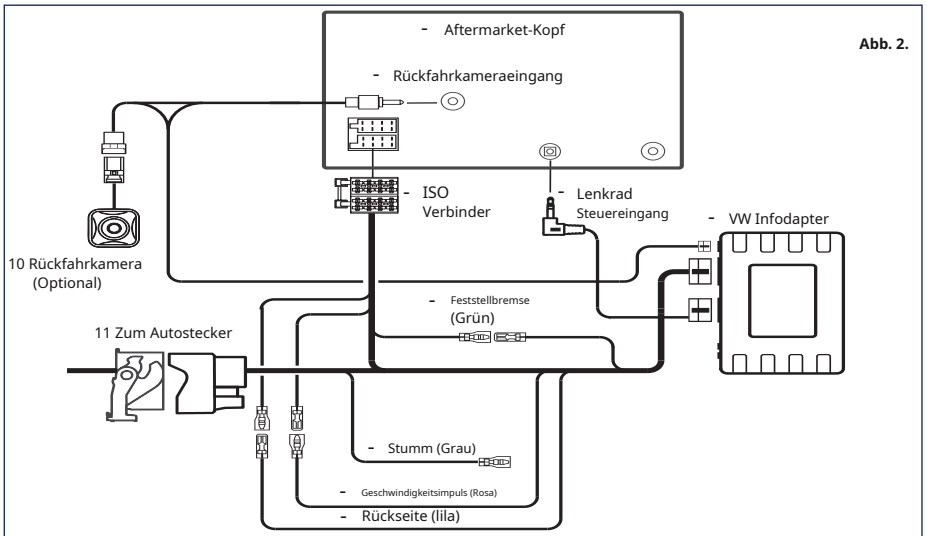 - Aftermarket-Kopf
Abb. 2.
- Rückfahrkameraeingang
- ISO
Verbinder
- Lenkrad
Steuereingang
- VW Infodapter
10 Rückfahrkamera
(Optional)
- Feststellbremse
(Grün)
11 Zum Autostecker
- Stumm (Grau)
- Geschwindigkeitsimpuls (Rosa)
- Rückseite (lila)